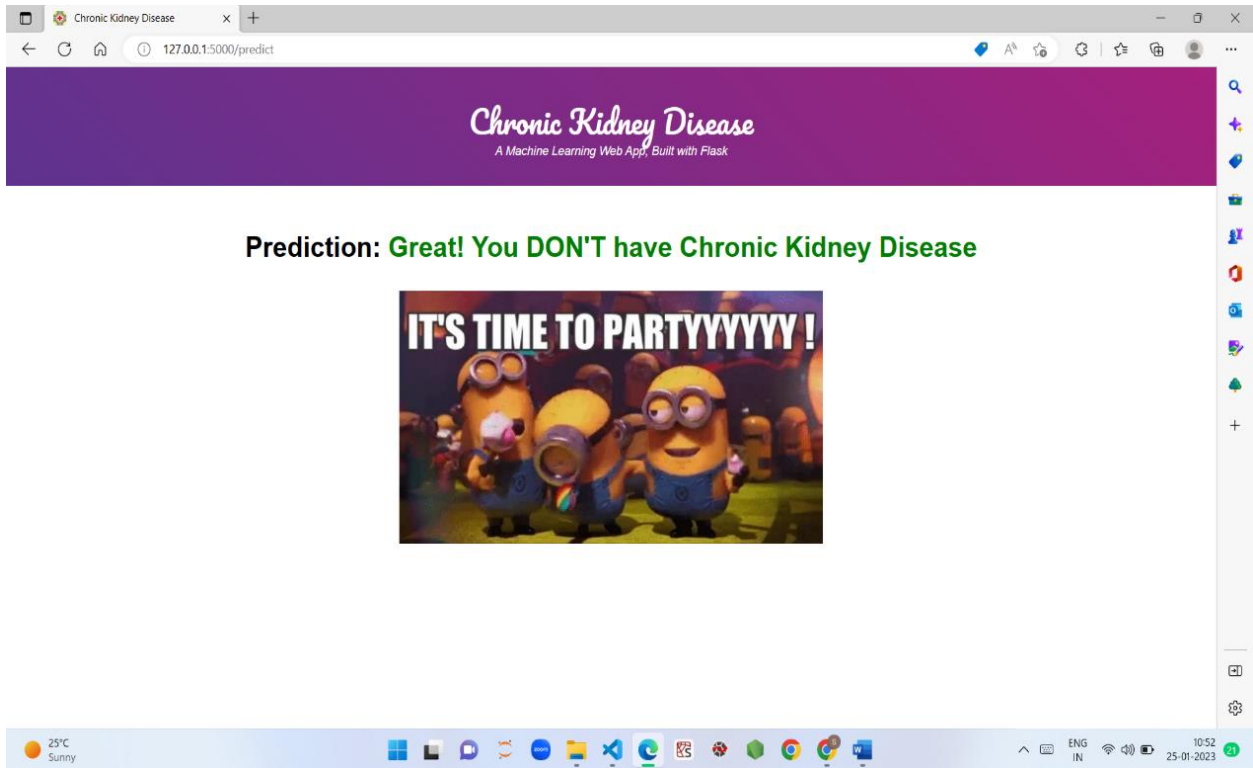 Chronic Kidney Disease
127.0.0.1:5000/predict
Chronic Kidney Disease
A Machine Learning Web App, Built with Flask
Prediction: Great! You DON'T have Chronic Kidney Disease
IT'S TIME TO PARTYYYYYY !
25°C
Sunny
ENG
IN
10:52
25-01-2023
21